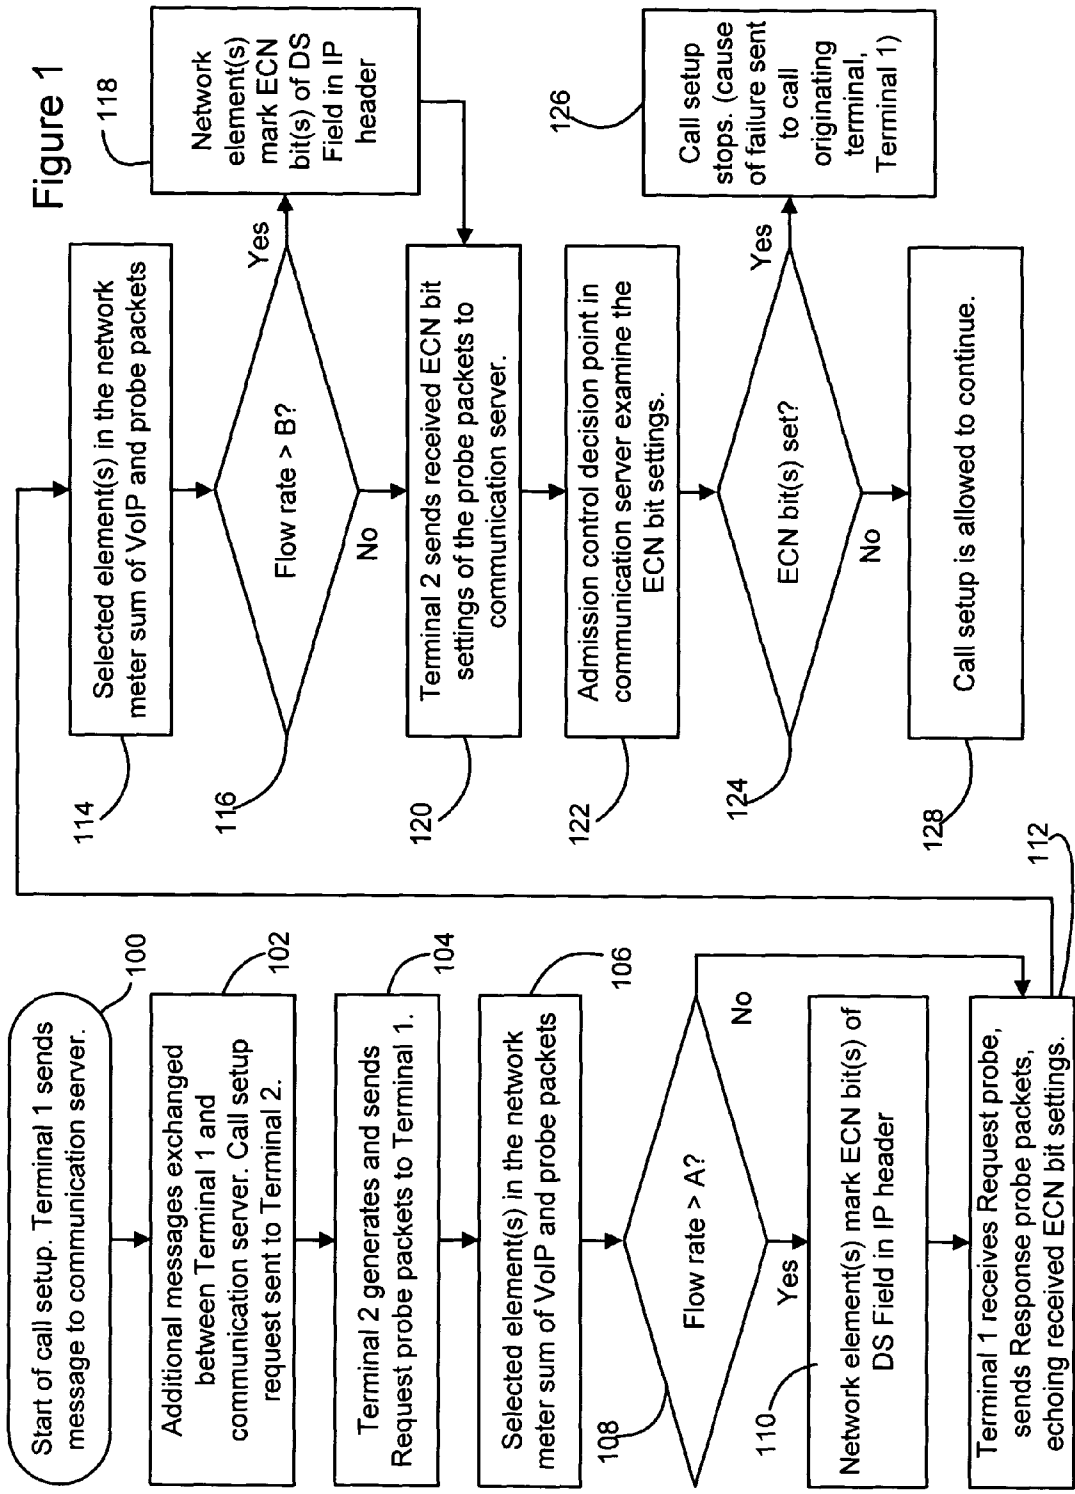 Figure 1
Start of call setup. Terminal 1 sends
message to communication server.
100
Additional messages exchanged
between Terminal 1 and
communication server. Call setup
request sent to Terminal 2.
102
Terminal 2 generates and sends
Request probe packets to Terminal 1.
104
Selected element(s) in the network
meter sum of VoIP and probe packets
106
Flow rate > A?
108
No
Yes
110
Network element(s) mark ECN bit(s) of
DS Field in IP header
Terminal 1 receives Request probe,
sends Response probe packets,
echoing received ECN bit settings.
112
Selected element(s) in the network
meter sum of VoIP and probe packets
114
Flow rate > B?
116
Yes
No
118
Network
element(s)
mark ECN
bit(s) of DS
Field in IP
header
Terminal 2 sends received ECN bit
settings of the probe packets to
communication server.
120
Admission control decision point in
communication server examine the
ECN bit settings.
122
ECN bit(s) set?
124
Yes
No
126
Call setup
stops. (cause
of failure sent
to call
originating
terminal,
Terminal 1)
Call setup is allowed to continue.
128